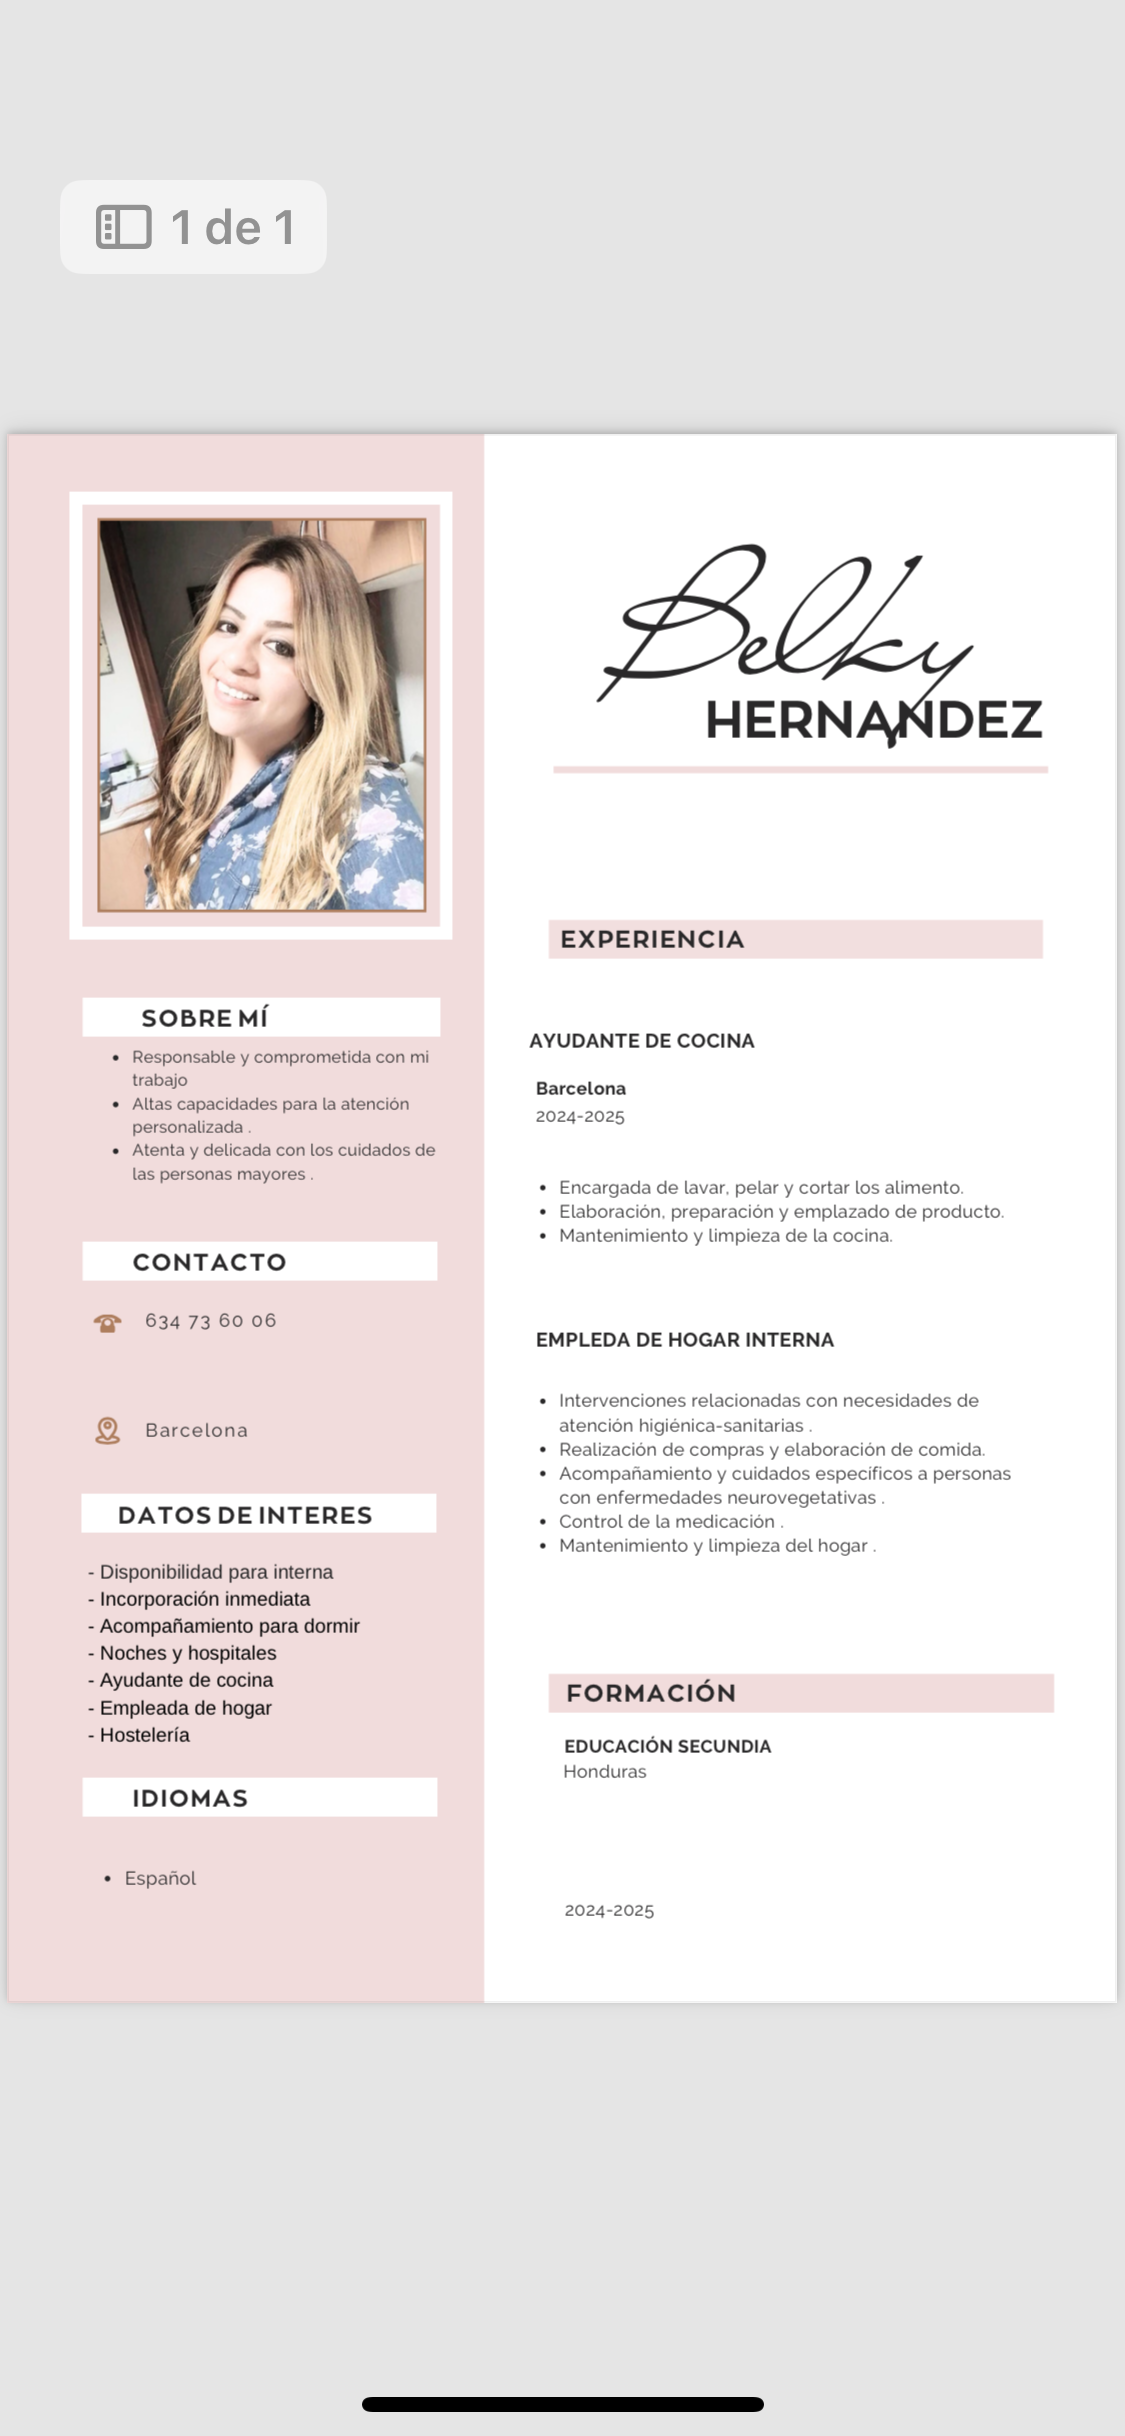 1 de 1
Belky
HERNANDEZ
SOBRE MÍ
• Responsable y comprometida con mi
trabajo
• Altas capacidades para la atención
personalizada .
• Atenta y delicada con los cuidados de
las personas mayores .
CONTACTO
634 73 60 06
Barcelona
DATOS DE INTERES
- Disponibilidad para interna
- Incorporación inmediata
- Acompañamiento para dormir
- Noches y hospitales
- Ayudante de cocina
- Empleada de hogar
- Hostelería
IDIOMAS
• Español
EXPERIENCIA
AYUDANTE DE COCINA
Barcelona
2024-2025
• Encargada de lavar, pelar y cortar los alimento.
• Elaboración, preparación y emplazado de producto.
• Mantenimiento y limpieza de la cocina.
EMPLEDA DE HOGAR INTERNA
• Intervenciones relacionadas con necesidades de
atención higiénica-sanitarias .
• Realización de compras y elaboración de comida.
• Acompañamiento y cuidados específicos a personas
con enfermedades neurovegetativas .
• Control de la medicación .
• Mantenimiento y limpieza del hogar .
FORMACIÓN
EDUCACIÓN SECUNDIA
Honduras
2024-2025